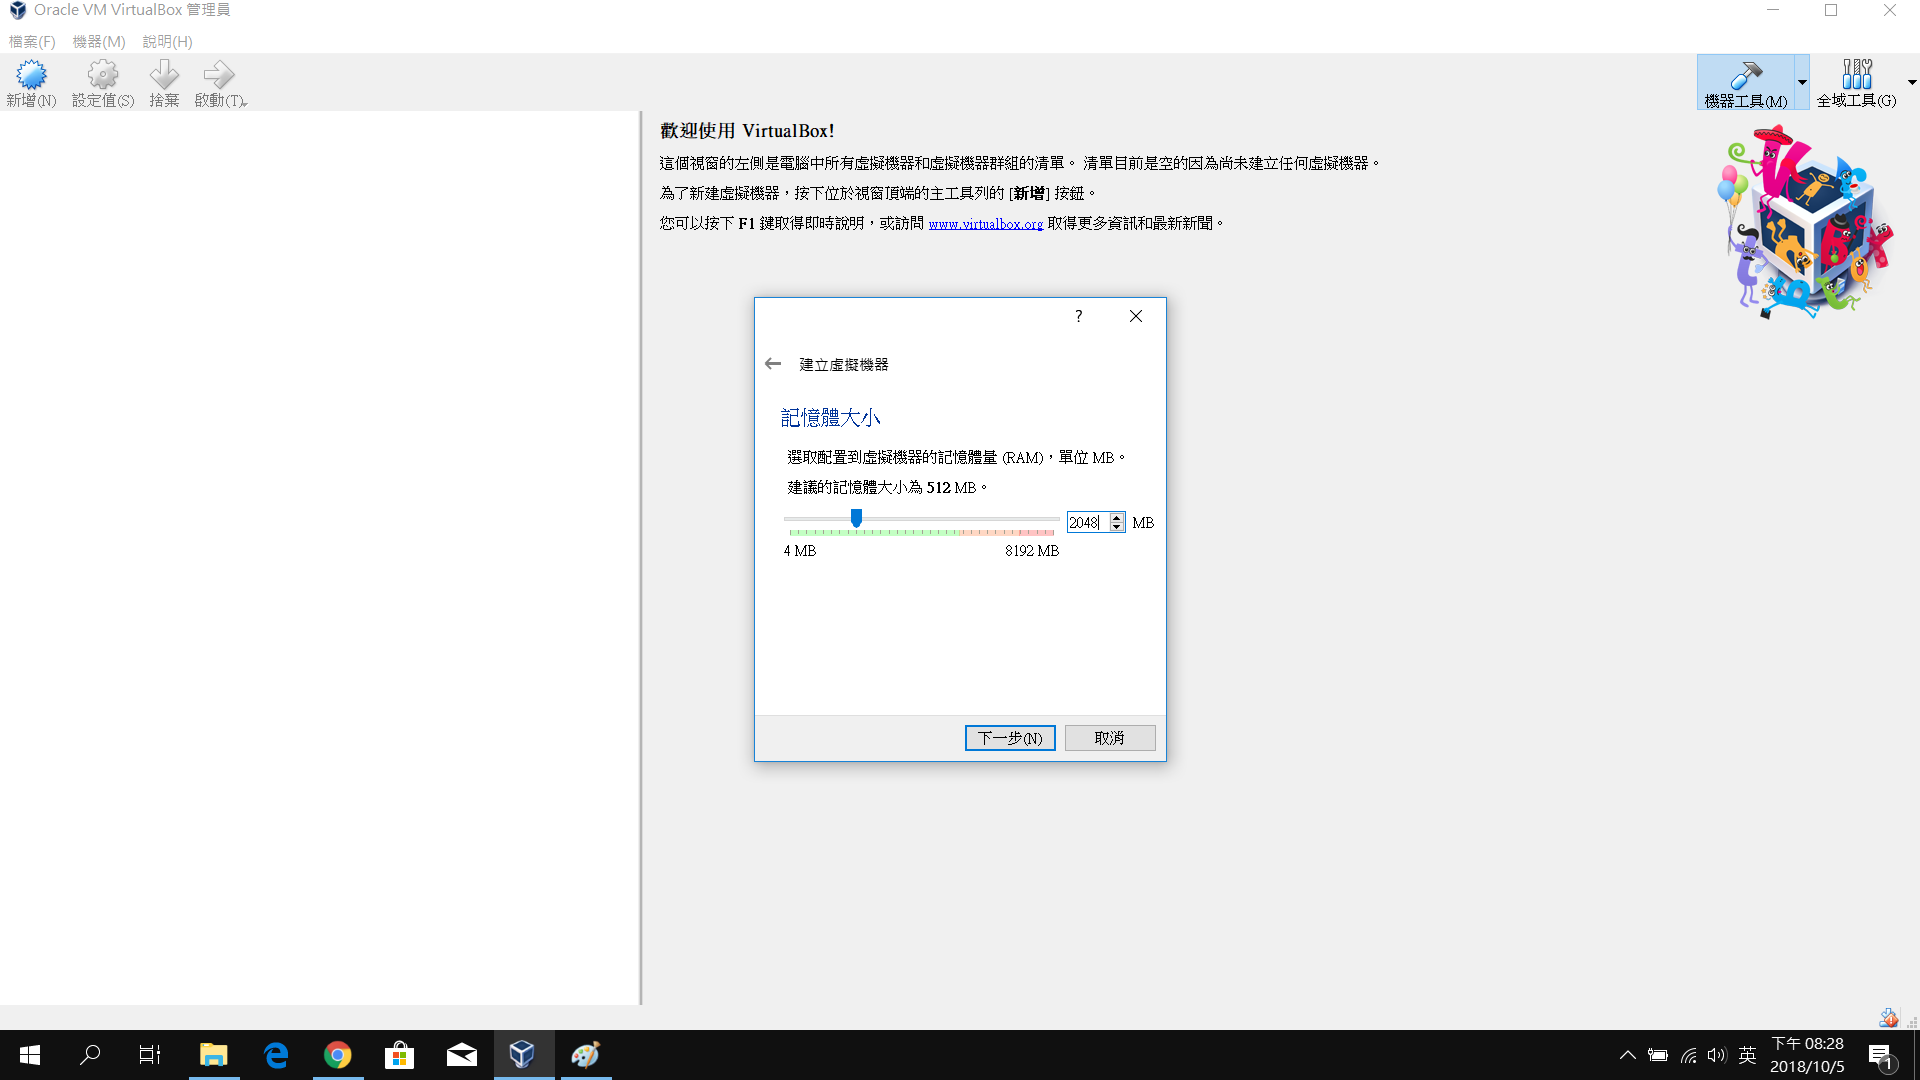 Oracle VM VirtualBox 管理員
檔案(F) 機器(M) 說明(H)
新增(N) 設定值(S) 捨棄 啟動(T)
機器工具(M) 全域工具(G)
歡迎使用 VirtualBox!
這個視窗的左側是電腦中所有虛擬機器和虛擬機器群組的清單。 清單目前是空的因為尚未建立任何虛擬機器。
為了新建虛擬機器，按下位於視窗頂端的主工具列的 [新增] 按鈕。
您可以按下 F1 鍵取得即時說明，或訪問 www.virtualbox.org 取得更多資訊和最新新聞。
?
建立虛擬機器
記憶體大小
選取配置到虛擬機器的記憶體量 (RAM)，單位 MB。
建議的記憶體大小為 512 MB。
2048 MB
4 MB 8192 MB
下一步(N) 取消
英
下午 08:28
2018/10/5
1